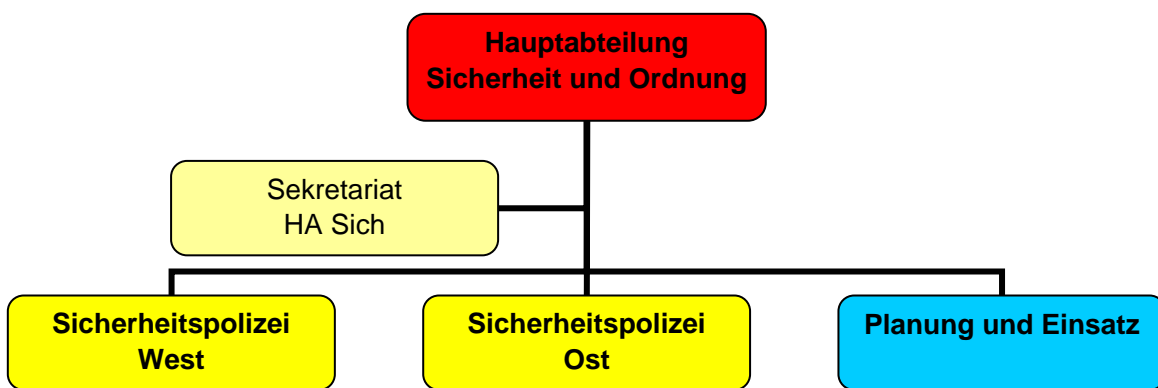 Hauptabteilung
Sicherheit und Ordnung
Sekretariat
HA Sich
Sicherheitspolizei
West
Sicherheitspolizei
Ost
Planung und Einsatz